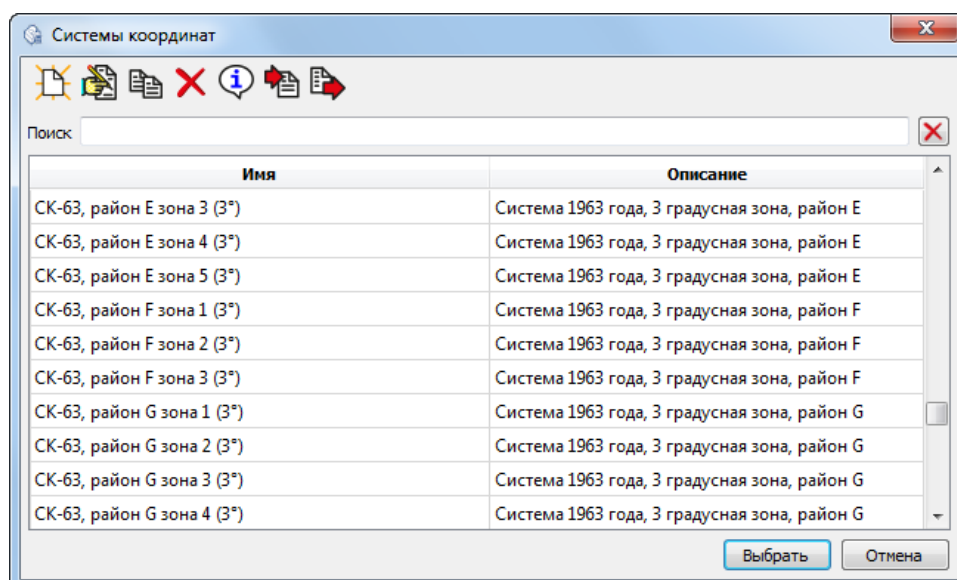 Системы координат
Поиск
Имя Описание
СК-63, район E зона 3 (3°) Система 1963 года, 3 градусная зона, район E
СК-63, район E зона 4 (3°) Система 1963 года, 3 градусная зона, район E
СК-63, район E зона 5 (3°) Система 1963 года, 3 градусная зона, район E
СК-63, район F зона 1 (3°) Система 1963 года, 3 градусная зона, район F
СК-63, район F зона 2 (3°) Система 1963 года, 3 градусная зона, район F
СК-63, район F зона 3 (3°) Система 1963 года, 3 градусная зона, район F
СК-63, район G зона 1 (3°) Система 1963 года, 3 градусная зона, район G
СК-63, район G зона 2 (3°) Система 1963 года, 3 градусная зона, район G
СК-63, район G зона 3 (3°) Система 1963 года, 3 градусная зона, район G
СК-63, район G зона 4 (3°) Система 1963 года, 3 градусная зона, район G
Выбрать Отмена